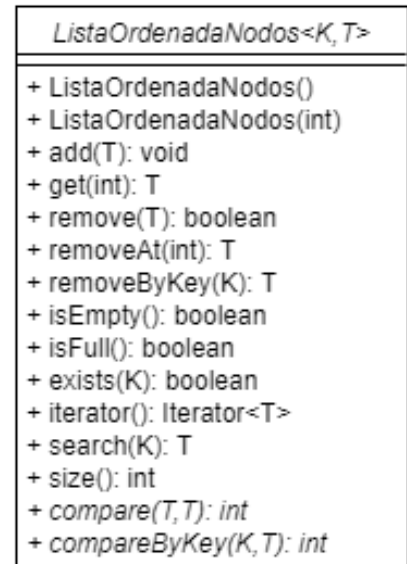 ListaOrdenadaNodos<K,T>
+ ListaOrdenadaNodos()
+ ListaOrdenadaNodos(int)
+ add(T): void
+ get(int): T
+ remove(T): boolean
+ removeAt(int): T
+ removeByKey(K): T
+ isEmpty(): boolean
+ isFull(): boolean
+ exists(K): boolean
+ iterator(): Iterator<T>
+ search(K): T
+ size(): int
+ compare(T,T): int
+ compareByKey(K,T): int